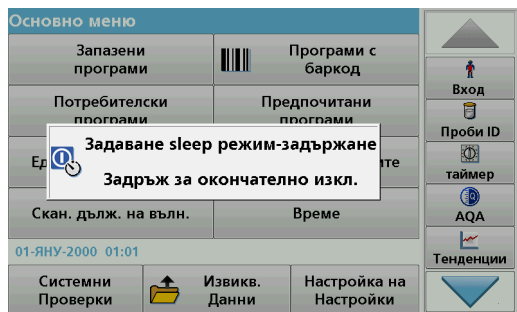 Основно меню
Запазени
програми
Програми с
баркод
Потребителски
програми
Предпочитани
програми
Задаване sleep режим-задържане
Задръж за окончателно изкл.
Скан. дълж. на вълн.
Време
01-ЯНУ-2000 01:01
Системни
Проверки
Извикв.
Данни
Настройка на
Настройки
Вход
Проби ID
таймер
AQA
Тенденции